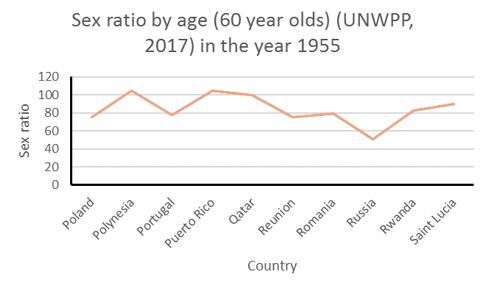 Sex ratio by age (60 year olds) (UNWPP,
2017) in the year 1955
Sex ratio
120
100
80
60
40
20
0
Poland
Polynesia
Portugal
Puerto Rico
Qatar
Reunion
Romania
Russia
Rwanda
Saint Lucia
Country